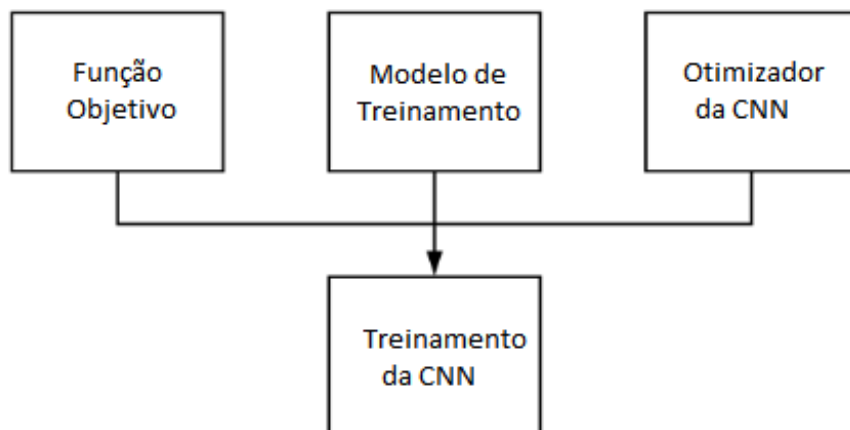 Função
Objetivo
Modelo de
Treinamento
Otimizador
da CNN
Treinamento
da CNN